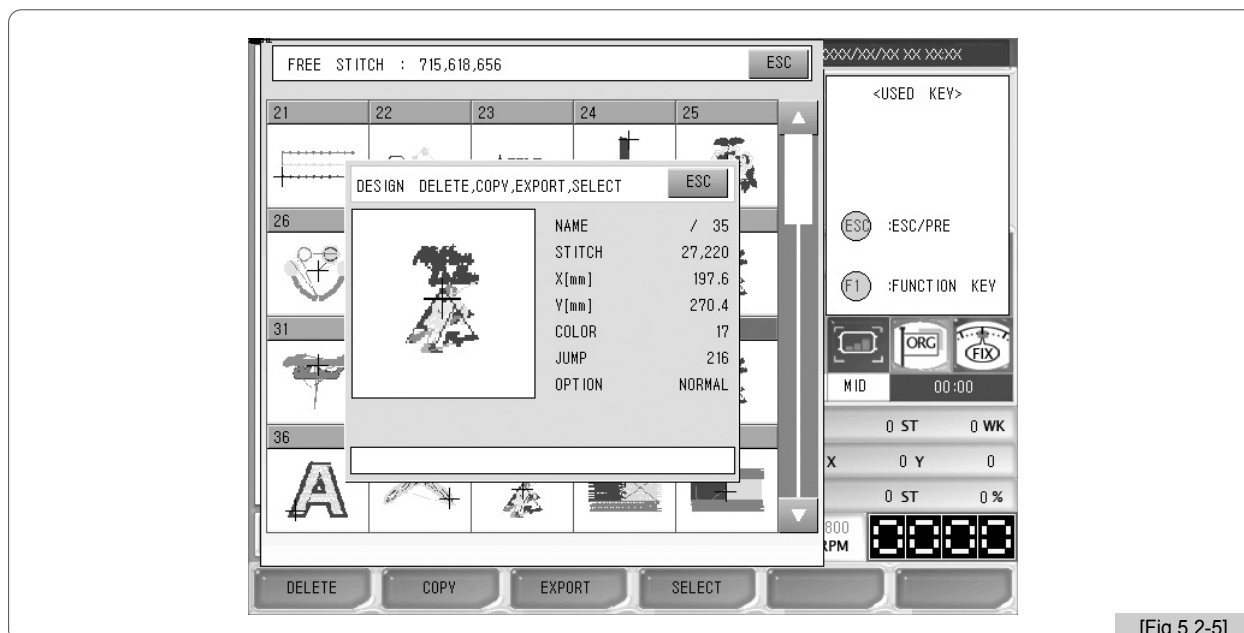 FREE STITCH : 715,618,656 ESC
XXXX/XX/XX XX XX:XX
<USED KEY>
21 22 23 24 25
DESIGN DELETE,COPY,EXPORT,SELECT ESC
26
NAME / 35
STITCH 27,220
X[mm] 197.6
Y[mm] 270.4
COLOR 17
JUMP 216
OPTION NORMAL
31
36
A
ESC :ESC/PRE
F1 :FUNCTION KEY
ORG
FIX
MID 00:00
0 ST 0 WK
X 0 Y 0
0 ST 0 %
800
RPM 0000
DELETE COPY EXPORT SELECT
[Fig.5.2-5]